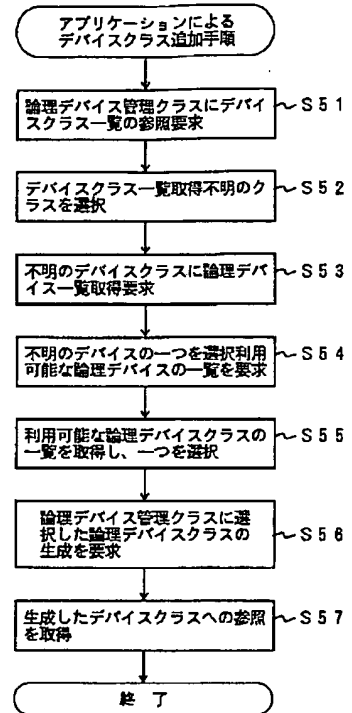 アプリケーションによる
デバイスクラス追加手順
論理デバイス管理クラスにデバイ
スクラス一覧の参照要求
S51
デバイスクラス一覧取得不明のク
ラスを選択
S52
不明のデバイスクラスに論理デバ
イス一覧取得要求
S53
不明のデバイスの一つを選択利用
可能な論理デバイスの一覧を要求
S54
利用可能な論理デバイスクラスの
一覧を取得し、一つを選択
S55
論理デバイス管理クラスに選
択した論理デバイスクラスの
生成を要求
S56
生成したデバイスクラスへの参照
を取得
S57
終了